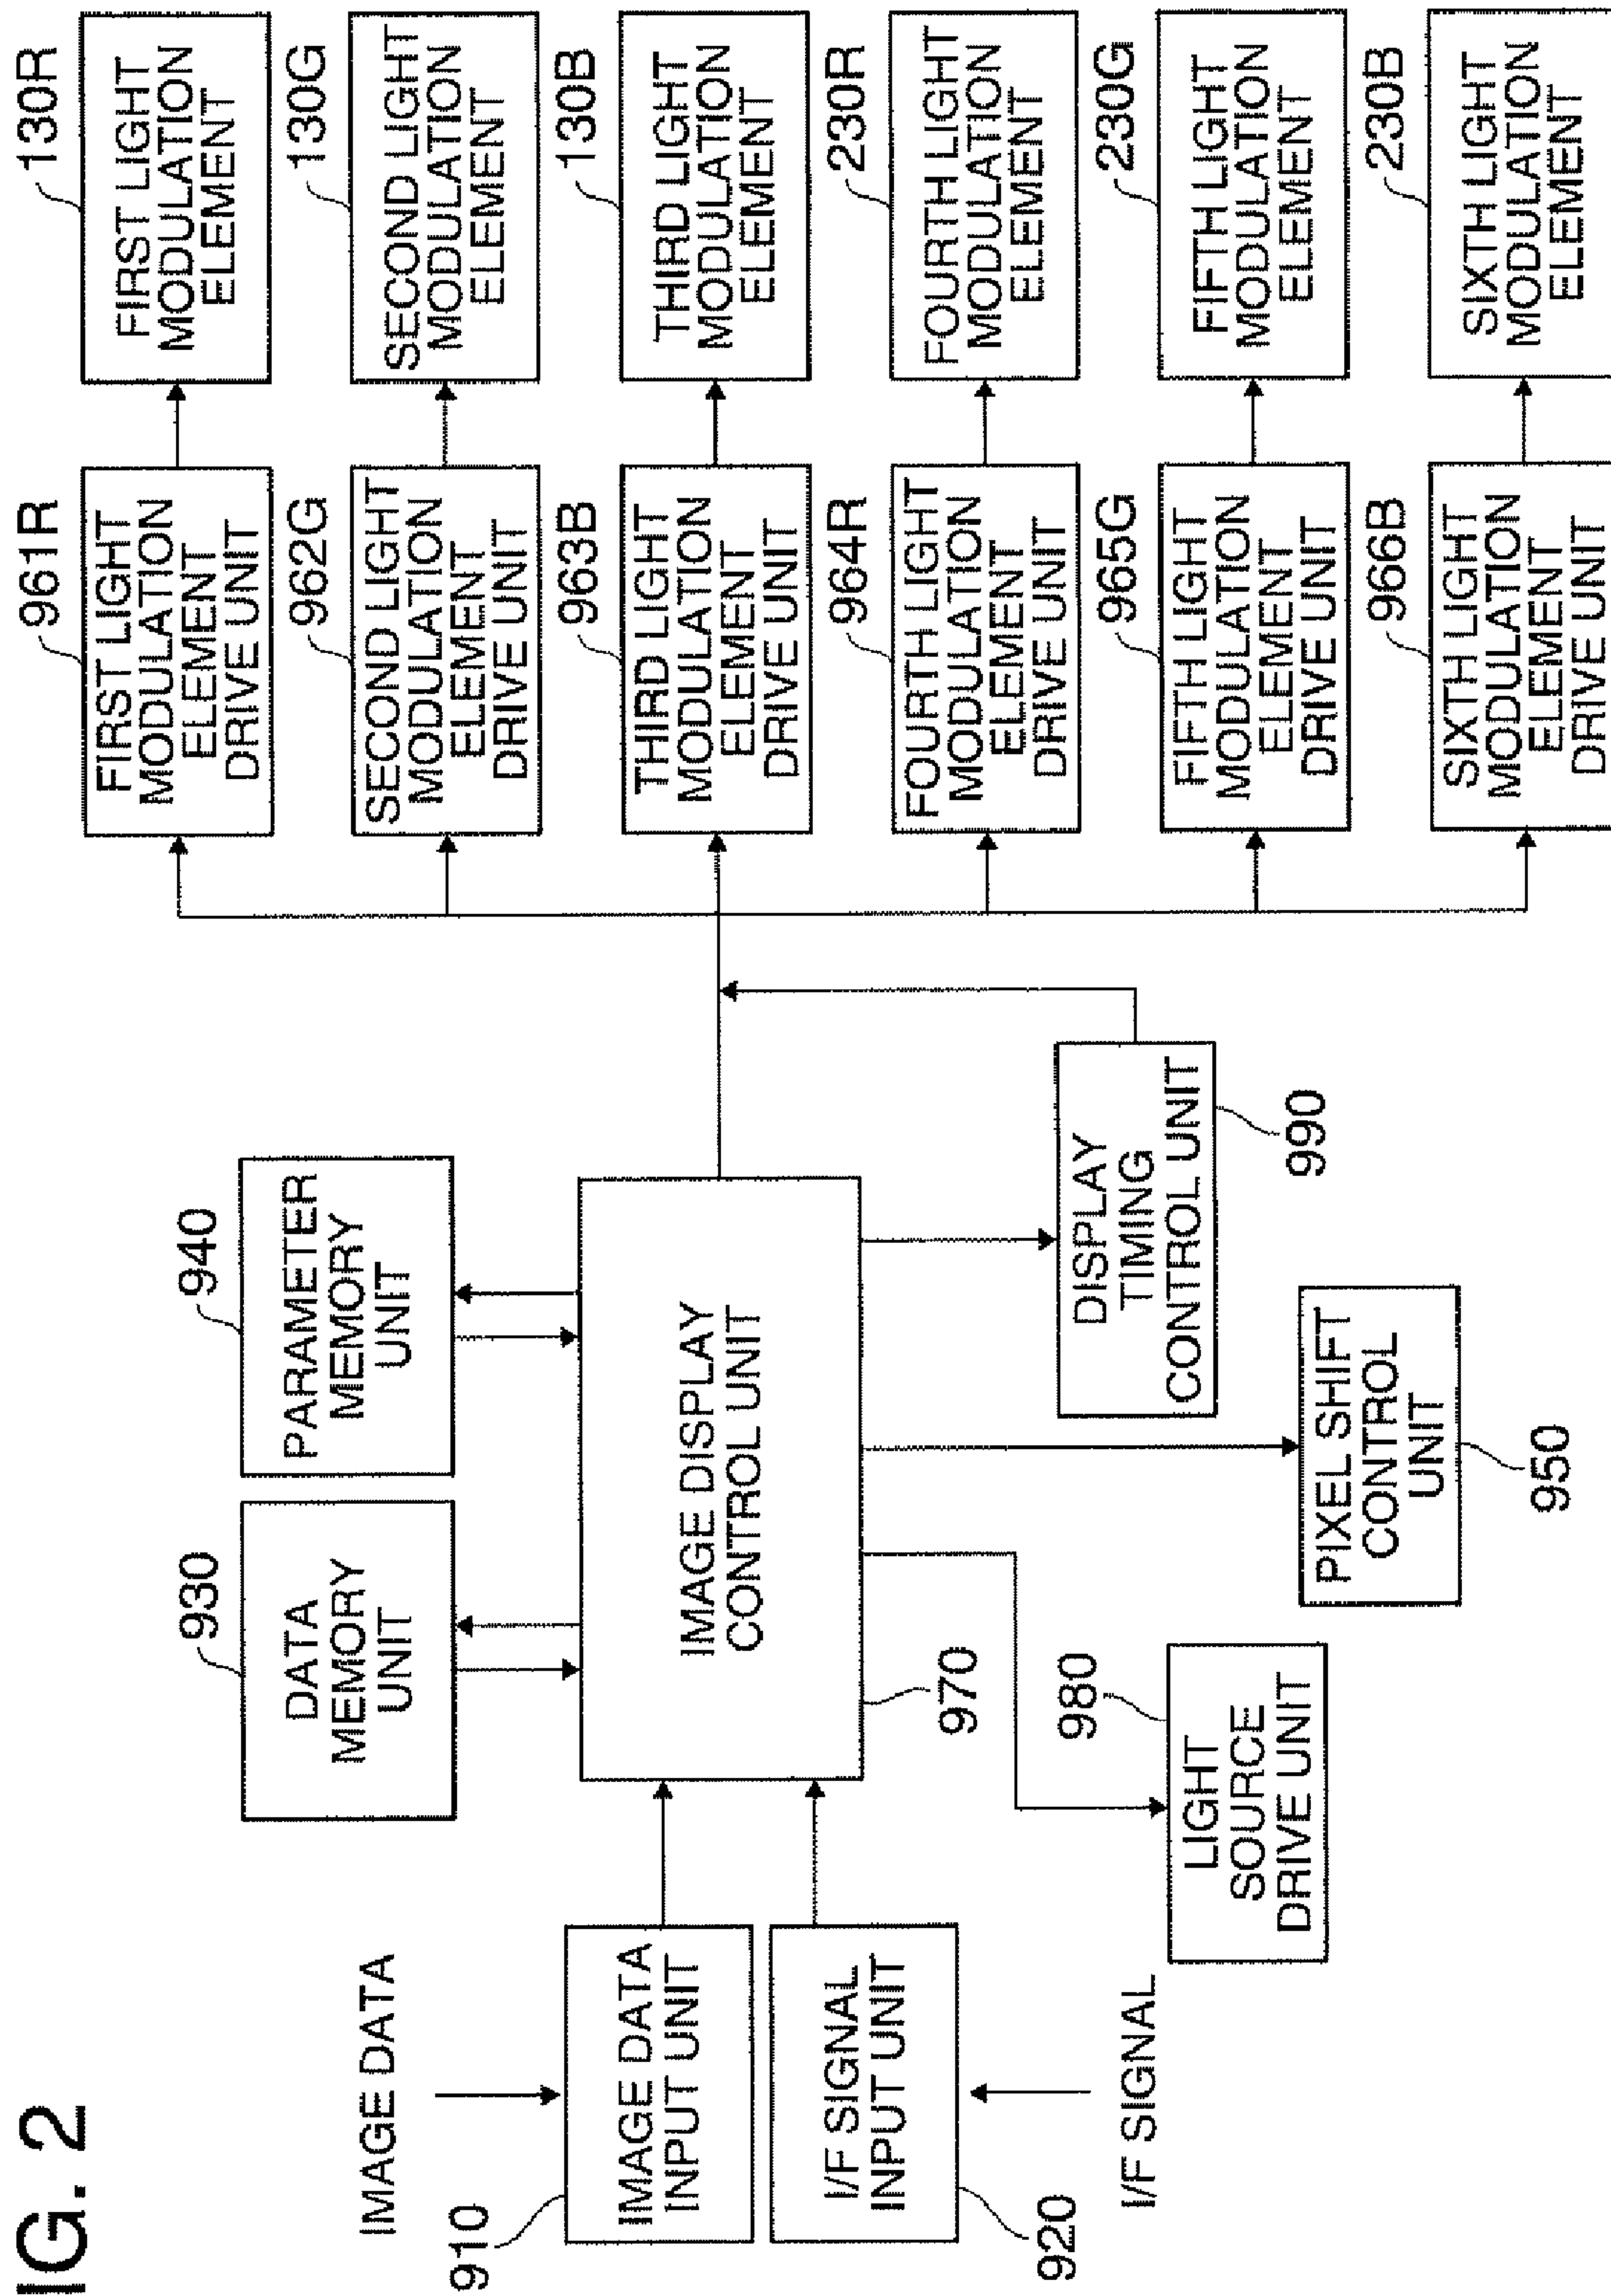 IG. 2
IMAGE DATA
910
IMAGE DATA
INPUT UNIT
I/F SIGNAL
INPUT UNIT
920
I/F SIGNAL
930
DATA
MEMORY
UNIT
940
PARAMETER
MEMORY
UNIT
IMAGE DISPLAY
CONTROL UNIT
970
980
LIGHT
SOURCE
DRIVE UNIT
PIXEL SHIFT
CONTROL
UNIT
950
DISPLAY
TIMING
CONTROL UNIT
990
961R
FIRST LIGHT
MODULATION
ELEMENT
DRIVE UNIT
130R
FIRST LIGHT
MODULATION
ELEMENT
962G
SECOND LIGHT
MODULATION
ELEMENT
DRIVE UNIT
130G
SECOND LIGHT
MODULATION
ELEMENT
963B
THIRD LIGHT
MODULATION
ELEMENT
DRIVE UNIT
130B
THIRD LIGHT
MODULATION
ELEMENT
964R
FOURTH LIGHT
MODULATION
ELEMENT
DRIVE UNIT
230R
FOURTH LIGHT
MODULATION
ELEMENT
965G
FIFTH LIGHT
MODULATION
ELEMENT
DRIVE UNIT
230G
FIFTH LIGHT
MODULATION
ELEMENT
966B
SIXTH LIGHT
MODULATION
ELEMENT
DRIVE UNIT
230B
SIXTH LIGHT
MODULATION
ELEMENT